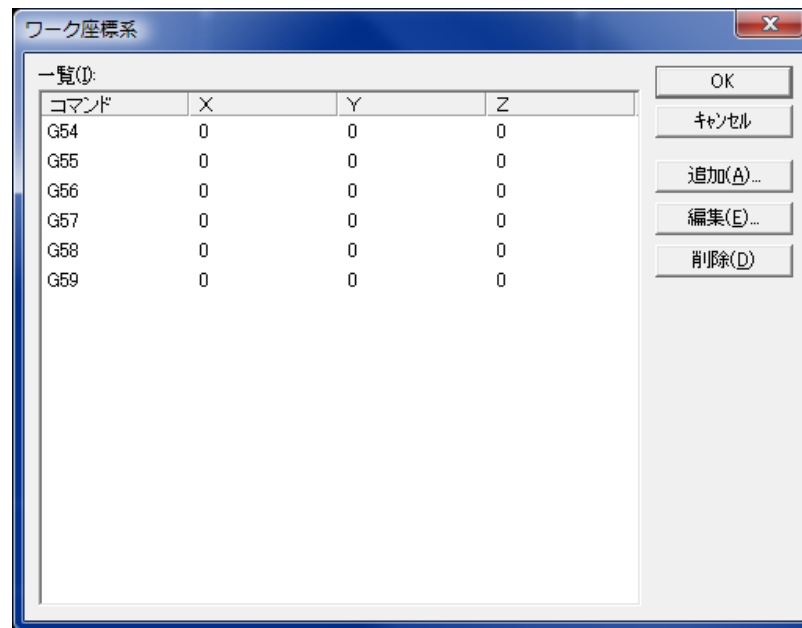 ワーク座標系
一覧(I):
コマンド X Y Z
G54 0 0 0
G55 0 0 0
G56 0 0 0
G57 0 0 0
G58 0 0 0
G59 0 0 0
OK
キャンセル
追加(A)...
編集(E)...
削除(D)